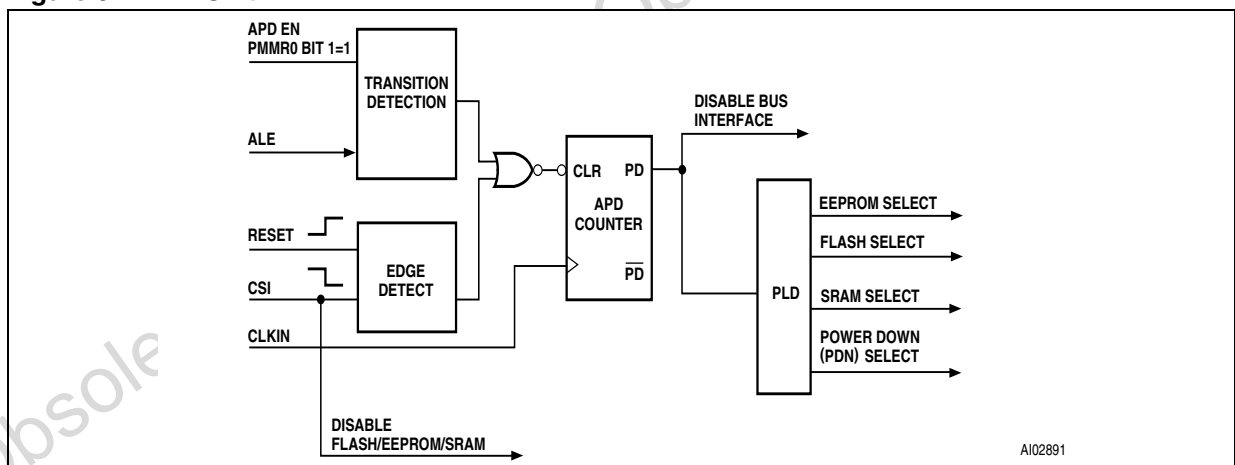 APD EN
PMMR0 BIT 1=1
TRANSITION
DETECTION
ALE
DISABLE BUS
INTERFACE
CLR PD
APD
COUNTER
PD
RESET
EDGE
DETECT
CSI
CLKIN
PLD
EEPROM SELECT
FLASH SELECT
SRAM SELECT
POWER DOWN
(PDN) SELECT
DISABLE
FLASH/EEPROM/SRAM
AI02891